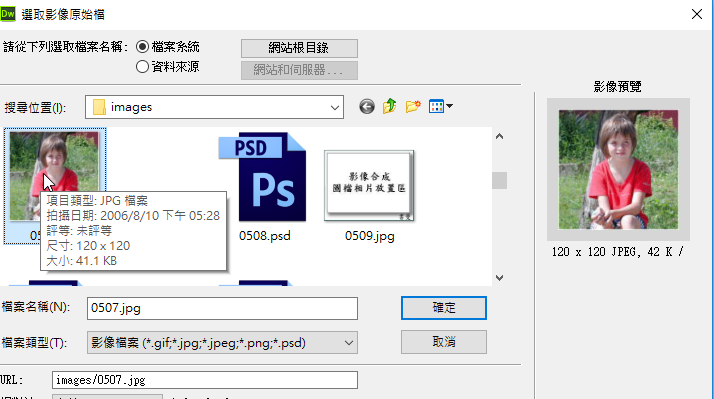 Dw 選取影像原始檔
請從下列選取檔案名稱: 檔案系統 網站根目錄
資料來源 網站和伺服器...
影像預覽
搜尋位置(I): images
PSD
Ps
影像合成
圖檔相片放置區
0508.psd 0509.jpg
項目類型: JPG 檔案
拍攝日期: 2006/8/10 下午 05:28
評等: 未評等
尺寸: 120 x 120
大小: 41.1 KB
120 x 120 JPEG, 42 K /
檔案名稱(N): 0507.jpg 確定
檔案類型(T): 影像檔案 (*.gif;*.jpg;*.jpeg;*.png;*.psd) 取消
URL: images/0507.jpg